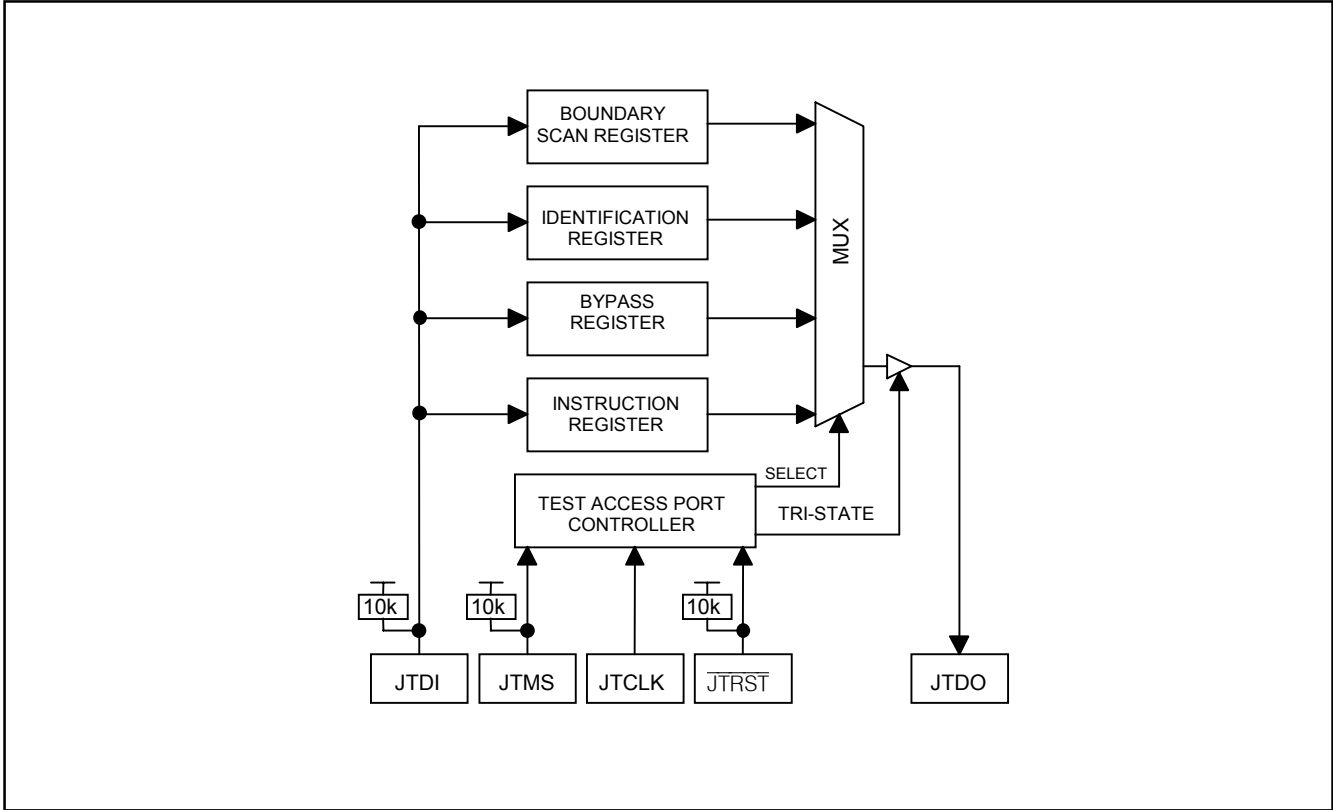 BOUNDARY
SCAN REGISTER
IDENTIFICATION
REGISTER
BYPASS
REGISTER
INSTRUCTION
REGISTER
MUX
SELECT
TEST ACCESS PORT
CONTROLLER
TRI-STATE
10k
10k
10k
JTDI
JTMS
JTCLK
J̅T̅R̅S̅T̅
JTDO